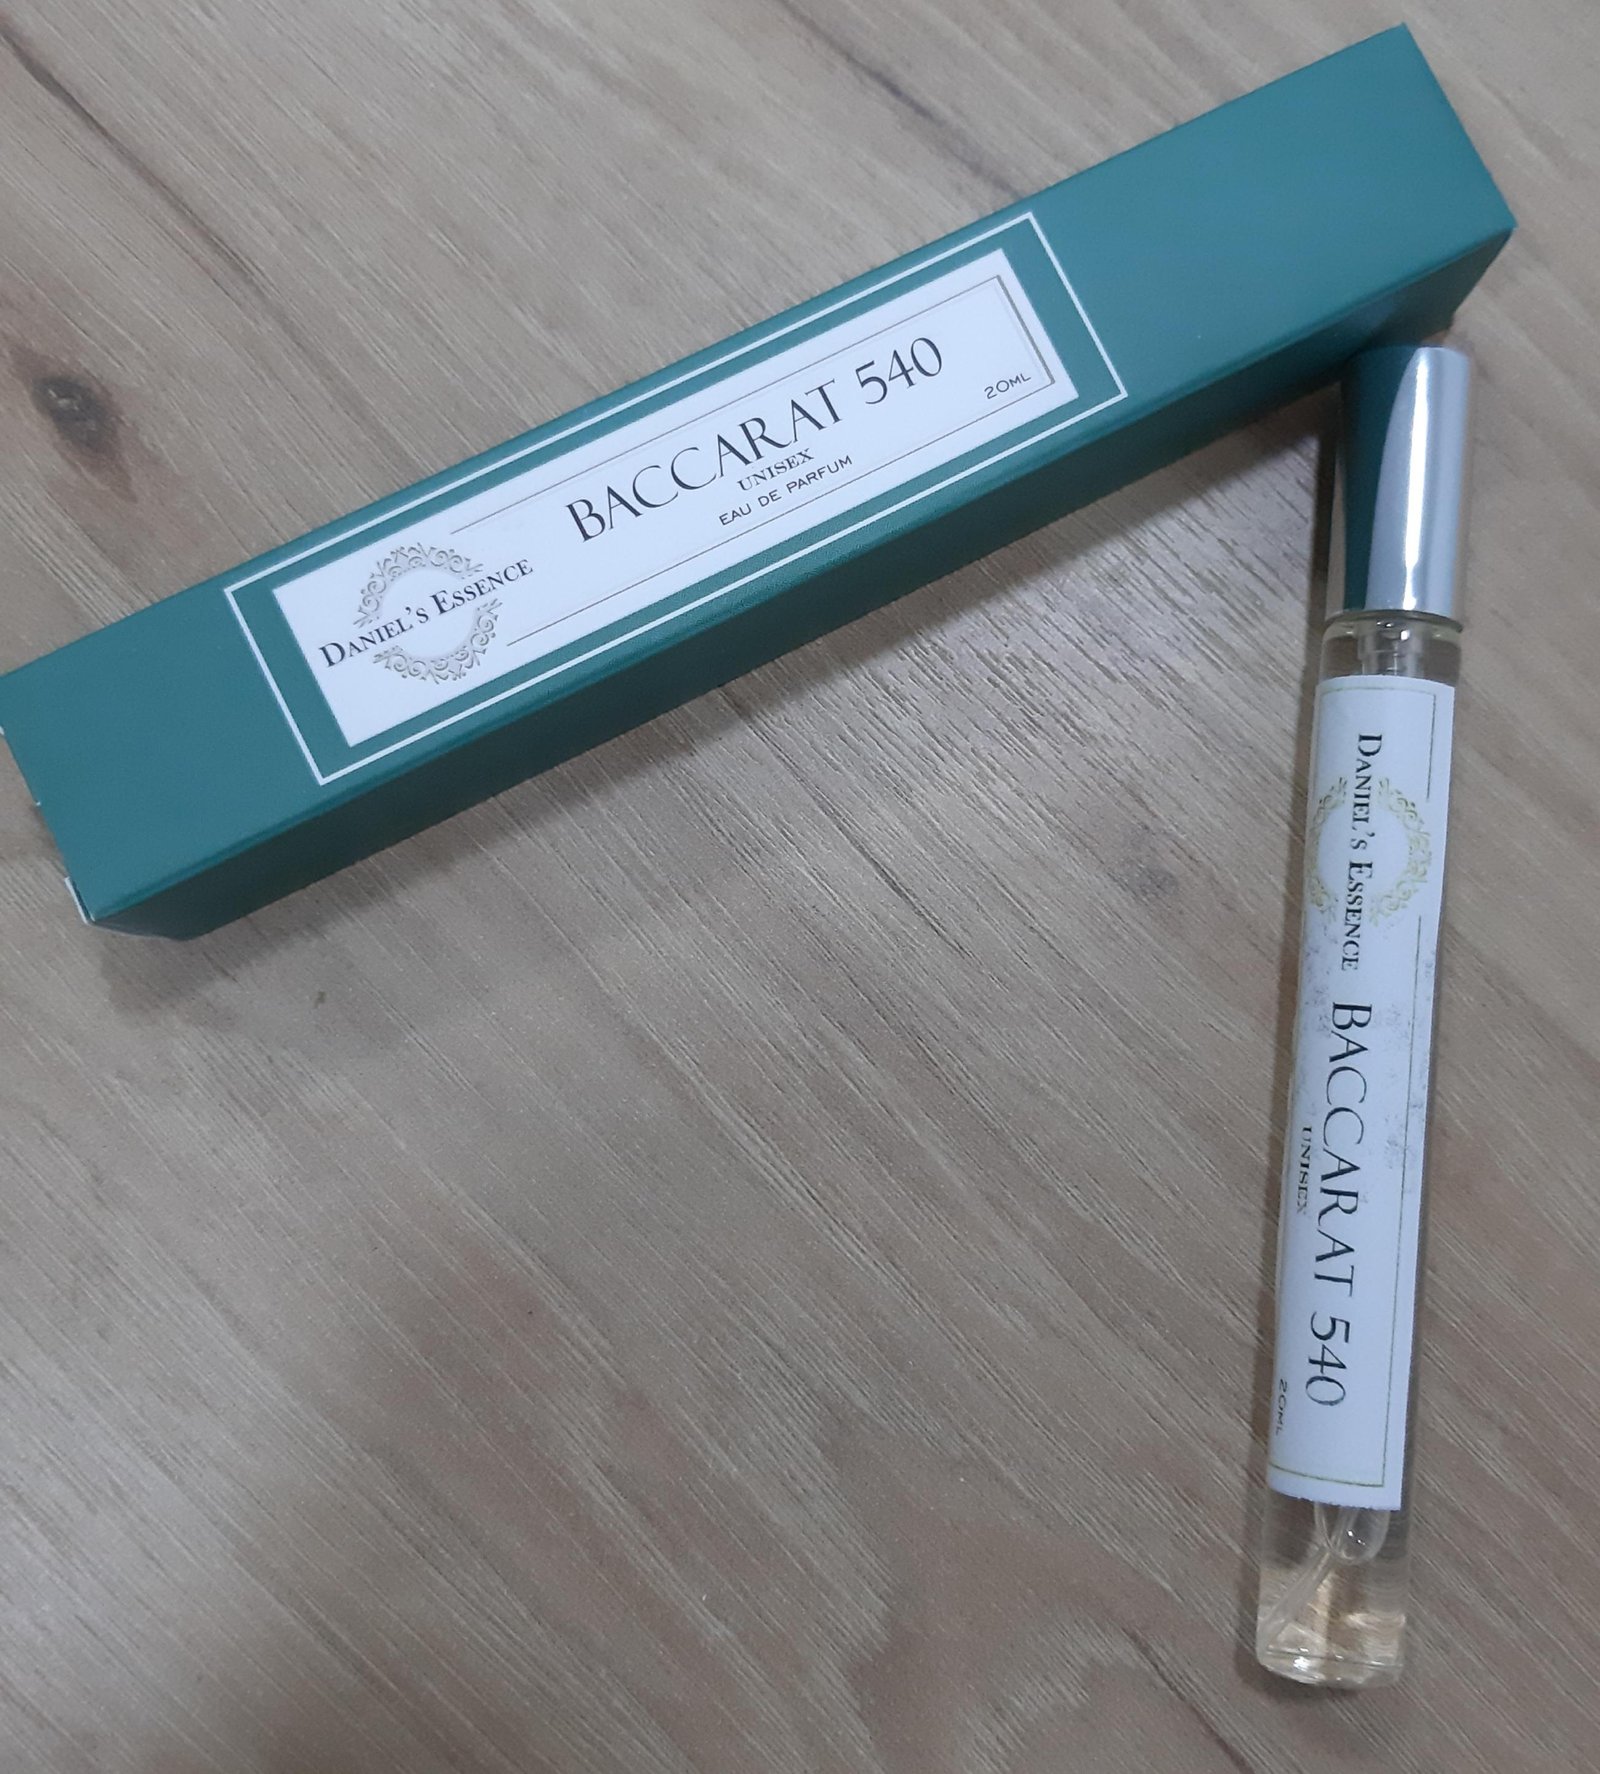 DANIEL'S ESSENCE
BACCARAT 540
UNISEX
EAU DE PARFUM
20ML
DANIEL'S ESSENCE
BACCARAT 540
UNISEX
20ML